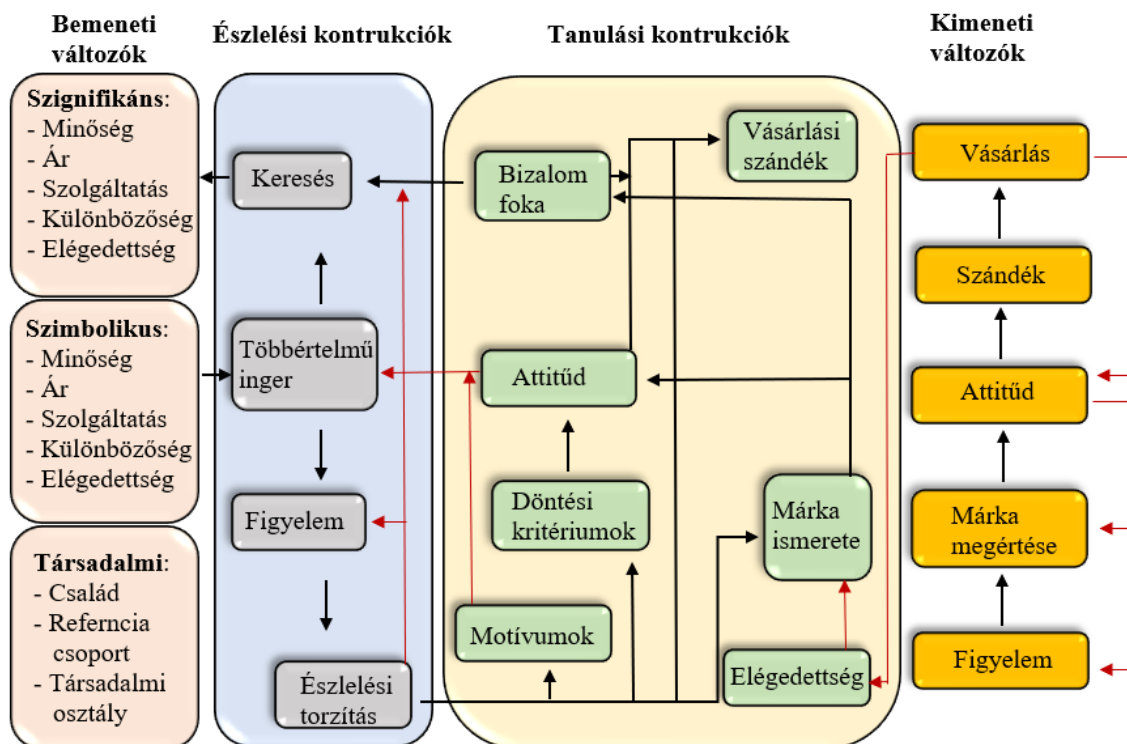 Bemeneti
változók
Észlelési kontrukciók
Tanulási kontrukciók
Kimeneti
változók
Szignifikáns:
- Minőség
- Ár
- Szolgáltatás
- Különbözőség
- Elégedettség
Szimbolikus:
- Minőség
- Ár
- Szolgáltatás
- Különbözőség
- Elégedettség
Társadalmi:
- Család
- Referncia
csoport
- Társadalmi
osztály
Keresés
Többértelmű
inger
Figyelem
Észlelési
torzítás
Bizalom
foka
Vásárlási
szándék
Attitűd
Döntési
kritériumok
Márka
ismerete
Motívumok
Elégedettség
Vásárlás
Szándék
Attitűd
Márka
megértése
Figyelem